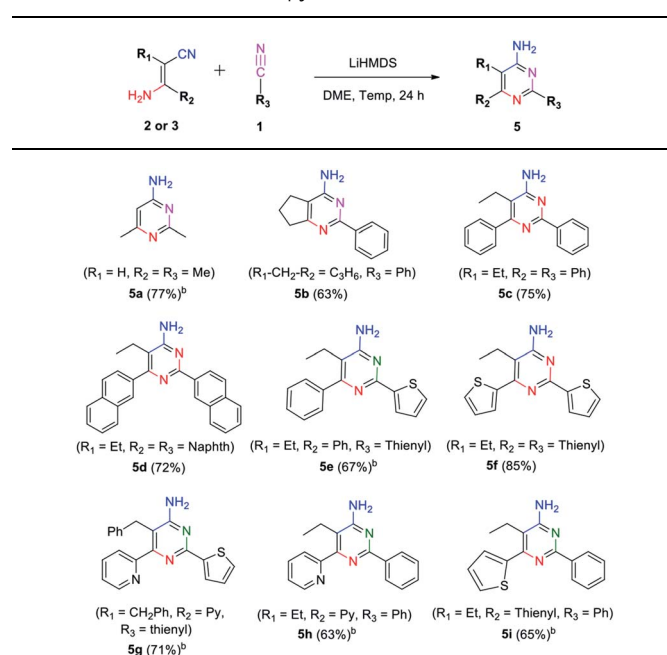 R₁ CN
H₂N R₂
2 or 3
+
N
C
R₃
1
LiHMDS
DME, Temp, 24 h
NH₂
R₁ N
R₂ N R₃
5
NH₂
N
N
(R₁ = H, R₂ = R₃ = Me)
5a (77%)ᵇ
NH₂
N
N
(R₁-CH₂-R₂ = C₃H₆, R₃ = Ph)
5b (63%)
NH₂
N
N
(R₁ = Et, R₂ = R₃ = Ph)
5c (75%)
NH₂
N
N
(R₁ = Et, R₂ = R₃ = Naphth)
5d (72%)
NH₂
N
N S
(R₁ = Et, R₂ = Ph, R₃ = Thienyl)
5e (67%)ᵇ
NH₂
N
S N S
(R₁ = Et, R₂ = R₃ = Thienyl)
5f (85%)
NH₂
Ph N
N S
N
(R₁ = CH₂Ph, R₂ = Py,
R₃ = thienyl)
5g (71%)ᵇ
NH₂
N
N
N
(R₁ = Et, R₂ = Py, R₃ = Ph)
5h (63%)ᵇ
NH₂
N
N
S
(R₁ = Et, R₂ = Thienyl, R₃ = Ph)
5i (65%)ᵇ